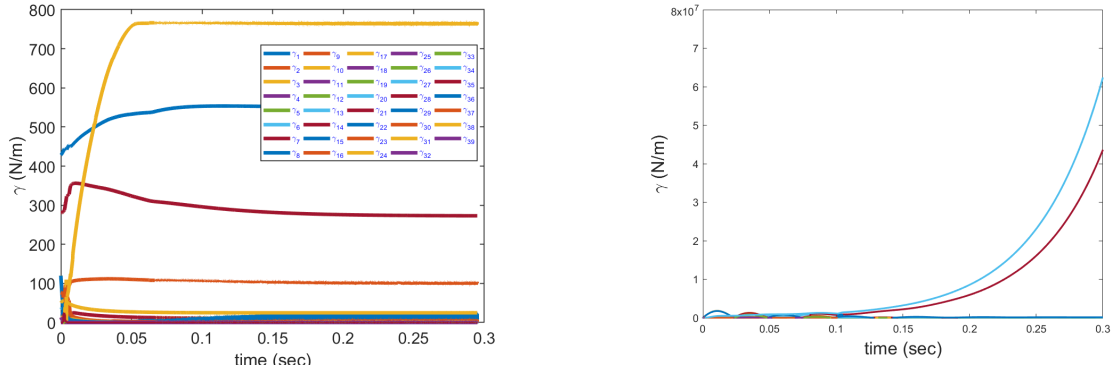 800
700
600
500
400
300
200
100
0
γ (N/m)
0 0.05 0.1 0.15 0.2 0.25 0.3
time (sec)
γ1 γ9 γ17 γ25 γ33
γ2 γ10 γ18 γ26 γ34
γ3 γ11 γ19 γ27 γ35
γ4 γ12 γ20 γ28 γ36
γ5 γ13 γ21 γ29 γ37
γ6 γ14 γ22 γ30 γ38
γ7 γ15 γ23 γ31 γ39
γ8 γ16 γ24 γ32
8x10⁷
7
6
5
4
3
2
1
0
γ (N/m)
0 0.05 0.1 0.15 0.2 0.25 0.3
time (sec)